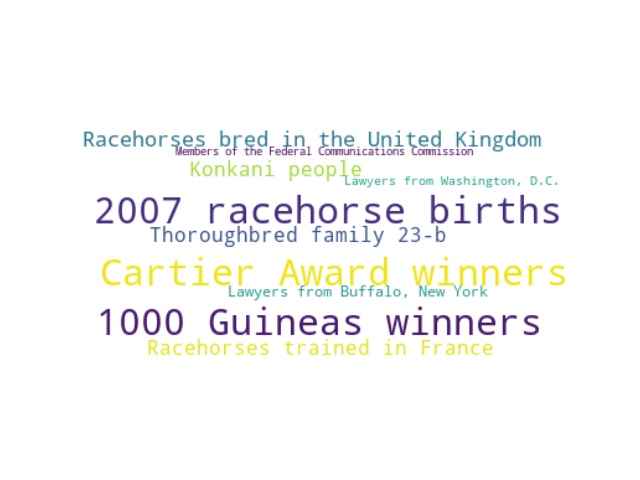 Racehorses bred in the United Kingdom
Members of the Federal Communications Commission
Konkani people
Lawyers from Washington, D.C.
2007 racehorse births
Thoroughbred family 23-b
Cartier Award winners
Lawyers from Buffalo, New York
1000 Guineas winners
Racehorses trained in France